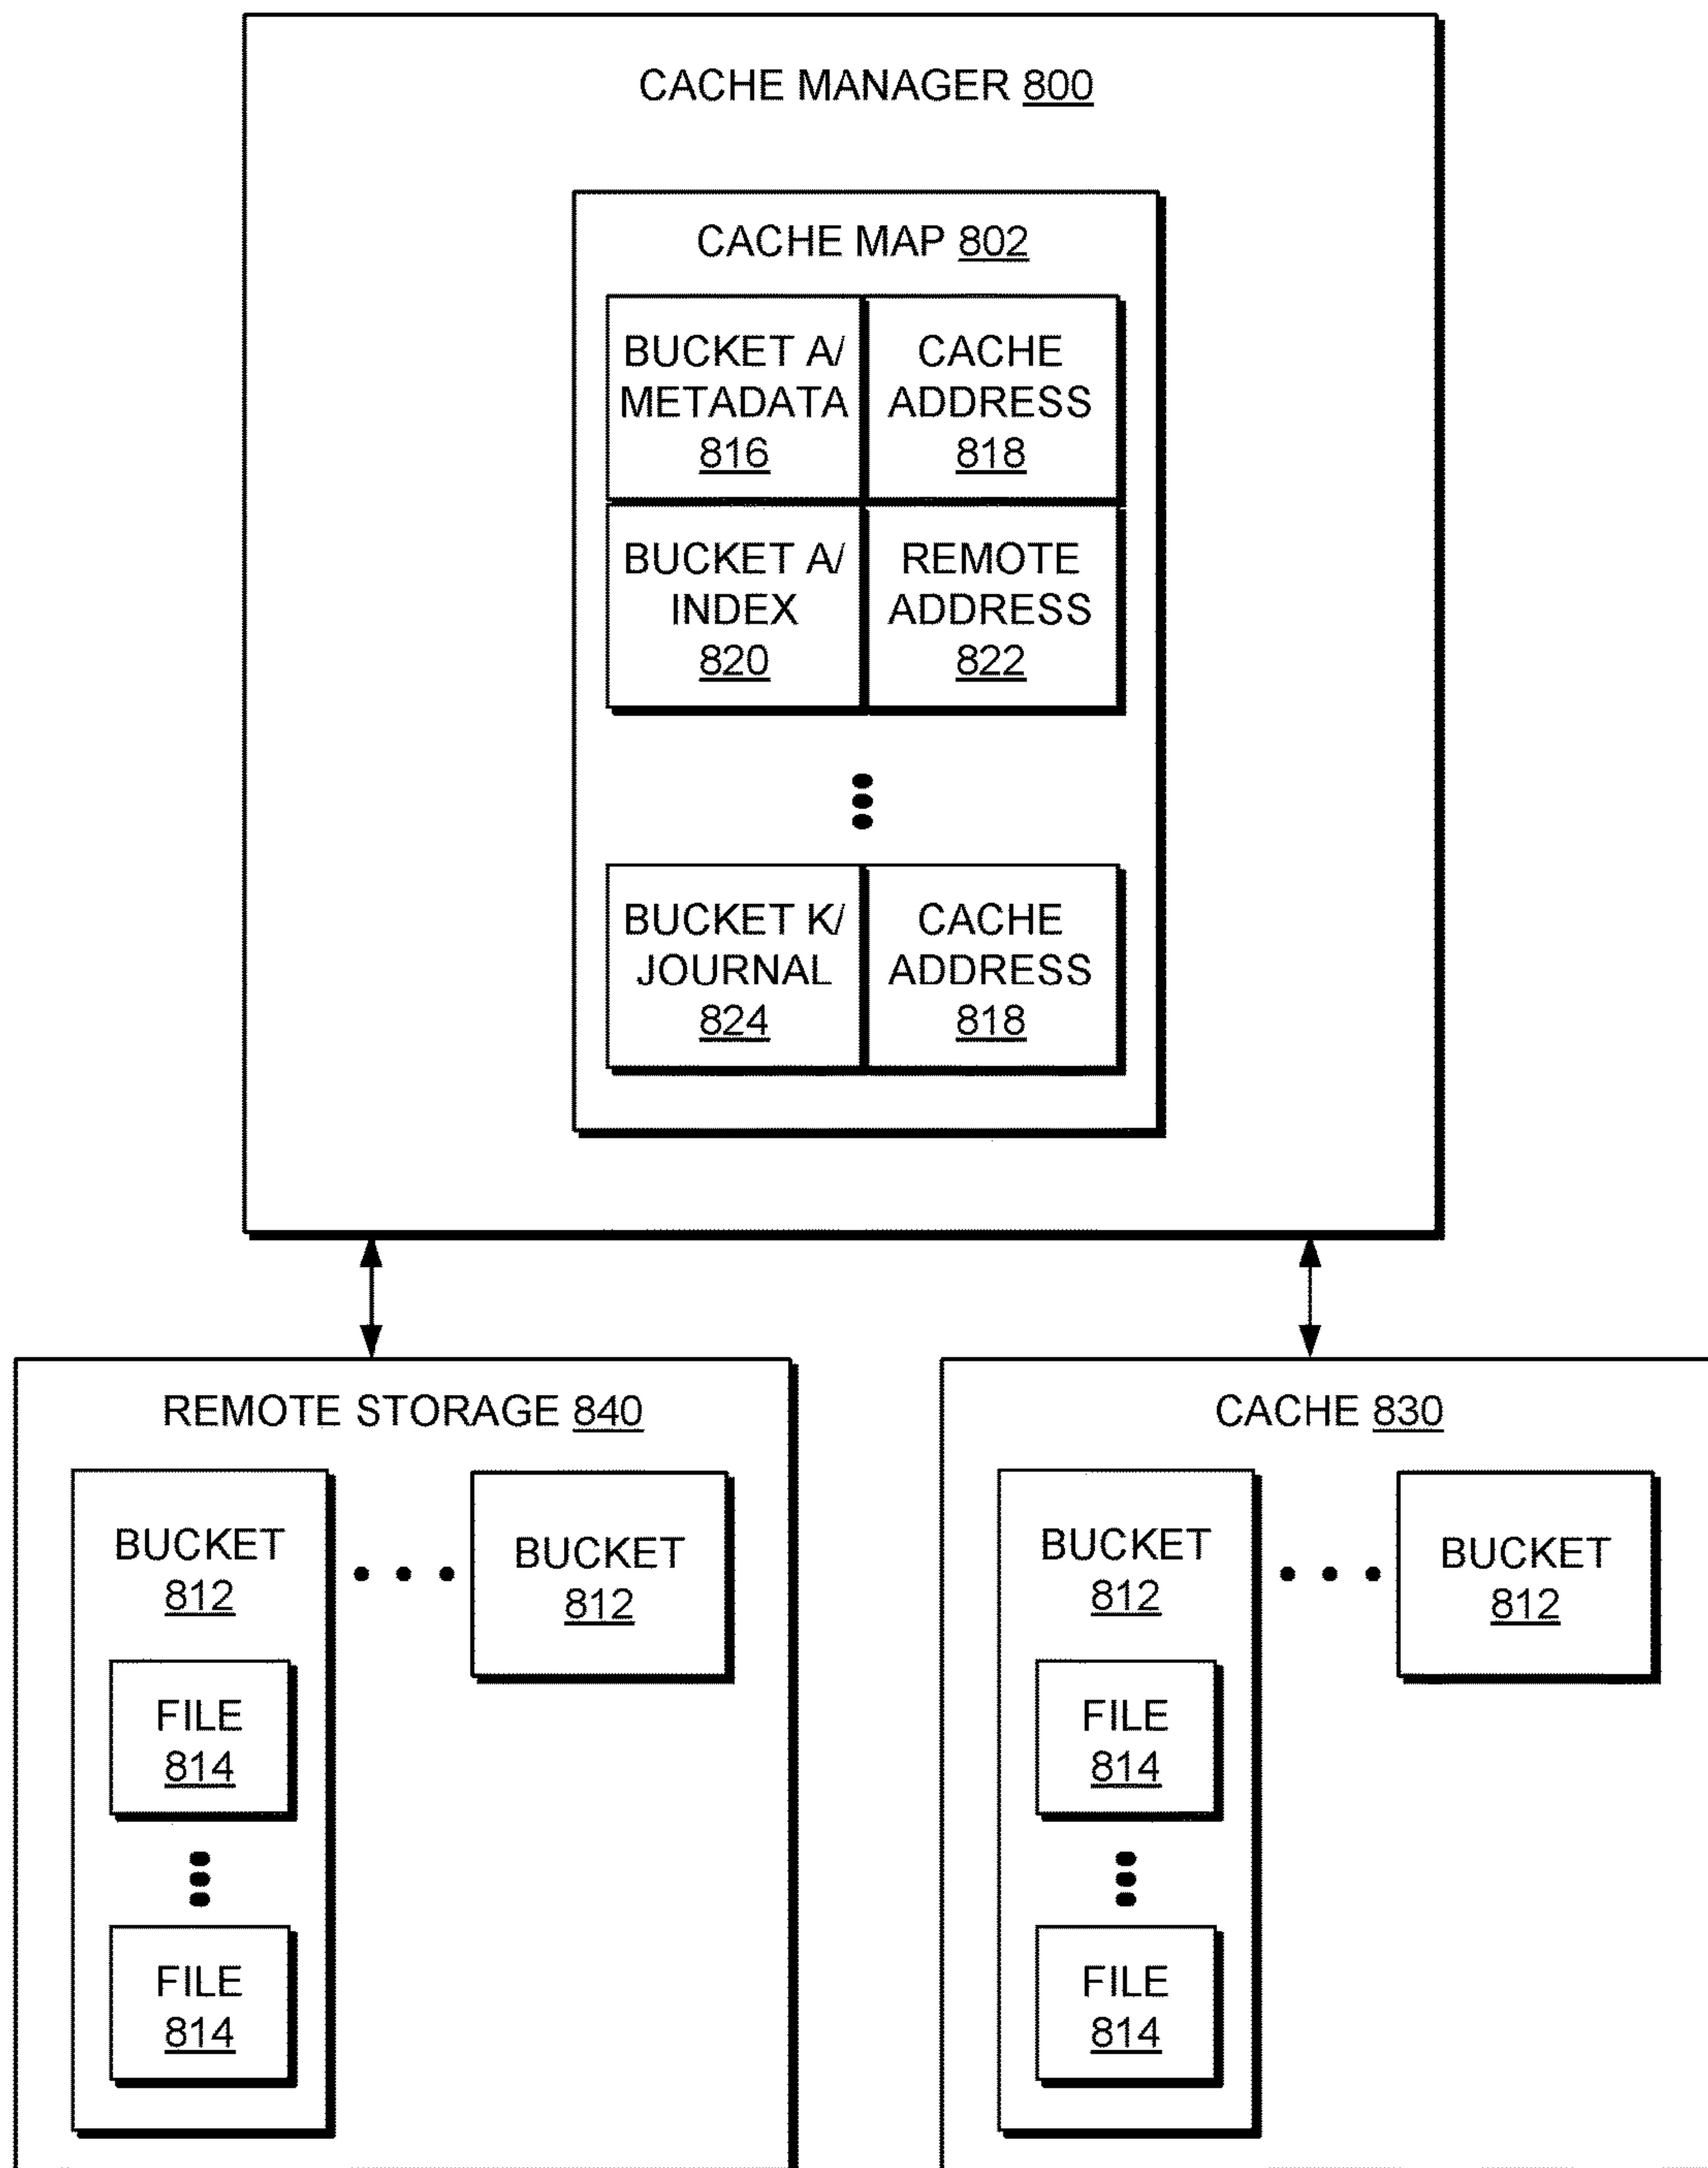 CACHE MANAGER 800
CACHE MAP 802
BUCKET A/
METADATA
816
CACHE
ADDRESS
818
BUCKET A/
INDEX
820
REMOTE
ADDRESS
822
BUCKET K/
JOURNAL
824
CACHE
ADDRESS
818
REMOTE STORAGE 840
BUCKET
812
FILE
814
FILE
814
BUCKET
812
CACHE 830
BUCKET
812
FILE
814
FILE
814
BUCKET
812